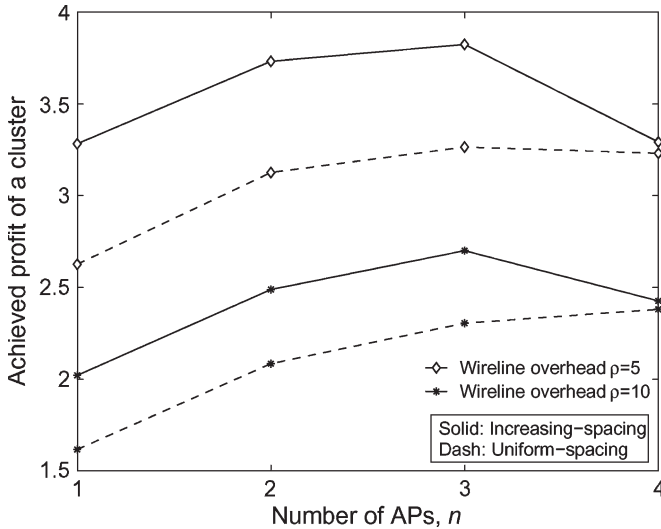 4
3.5
3
2.5
2
1.5
Achieved profit of a cluster
Wireline overhead ρ=5
Wireline overhead ρ=10
Solid: Increasing−spacing
Dash: Uniform−spacing
1
2
3
4
Number of APs, n